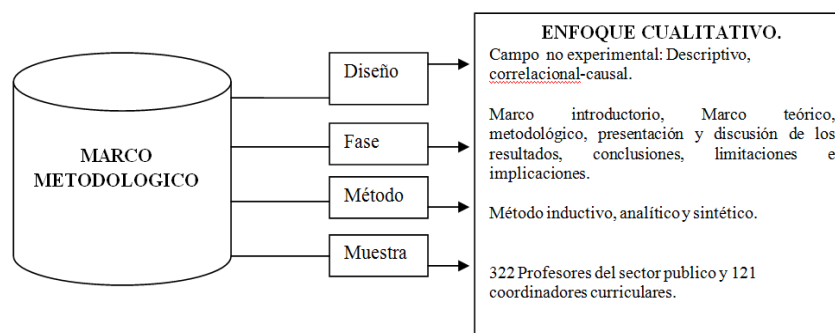 MARCO
METODOLOGICO
Diseño
Fase
Método
Muestra
ENFOQUE CUALITATIVO.
Campo no experimental: Descriptivo,
correlacional-causal.
Marco introductorio, Marco teórico,
metodológico, presentación y discusión de los
resultados, conclusiones, limitaciones e
implicaciones.
Método inductivo, analítico y sintético.
322 Profesores del sector publico y 121
coordinadores curriculares.